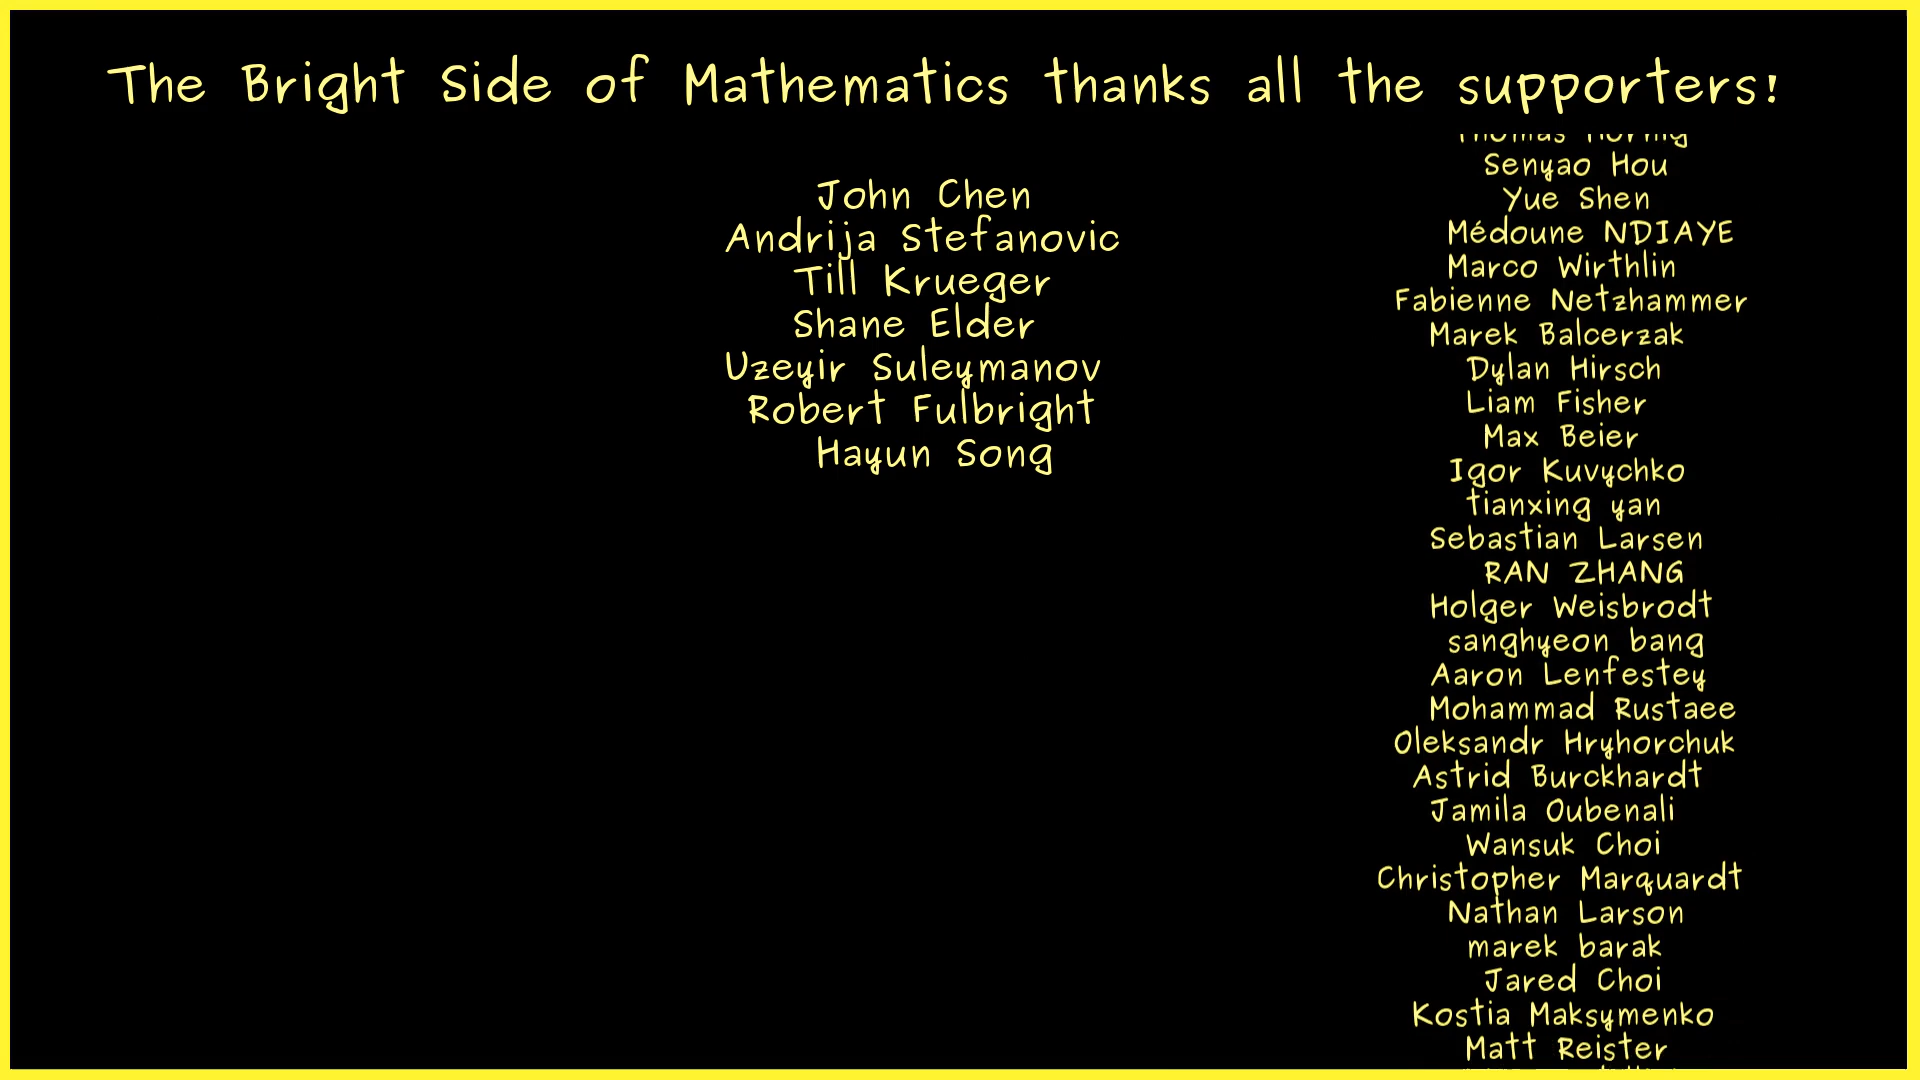 The Bright Side of Mathematics thanks all the supporters!
John Chen
Andrija Stefanovic
Till Krueger
Shane Elder
Uzeyir Suleymanov
Robert Fulbright
Hayun Song
Thomas Hornig
Senyao Hou
Yue Shen
Médoune NDIAYE
Marco Wirthlin
Fabienne Netzhammer
Marek Balcerzak
Dylan Hirsch
Liam Fisher
Max Beier
Igor Kuvychko
tianxing yan
Sebastian Larsen
RAN ZHANG
Holger Weisbrodt
sanghyeon bang
Aaron Lenfestey
Mohammad Rustaee
Oleksandr Hryhorchuk
Astrid Burckhardt
Jamila Oubenali
Wansuk Choi
Christopher Marquardt
Nathan Larson
marek barak
Jared Choi
Kostia Maksymenko
Matt Reister